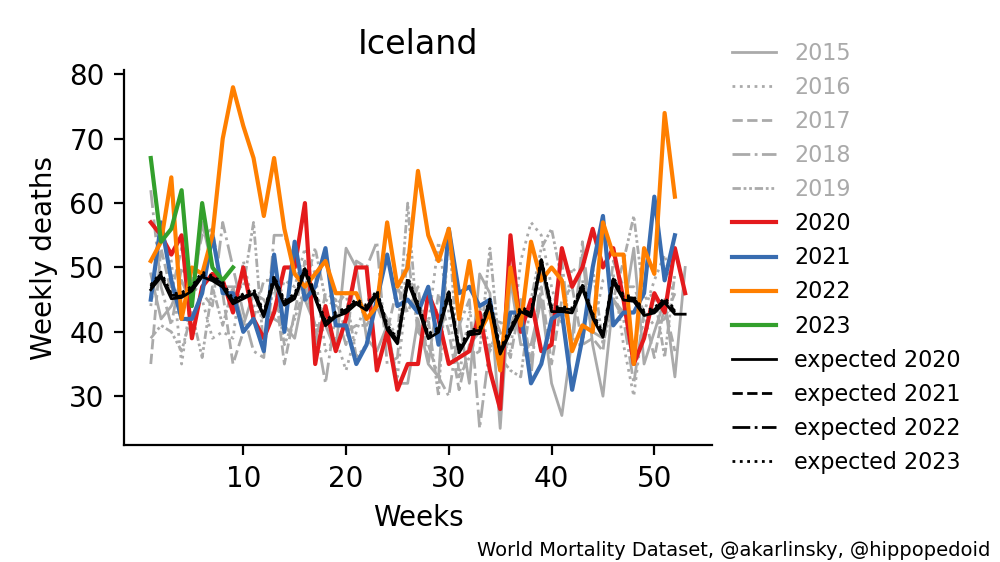 Iceland
Weekly deaths
80
70
60
50
40
30
10
20
30
40
50
Weeks
2015
2016
2017
2018
2019
2020
2021
2022
2023
expected 2020
expected 2021
expected 2022
expected 2023
World Mortality Dataset, @akarlinsky, @hippopedoid